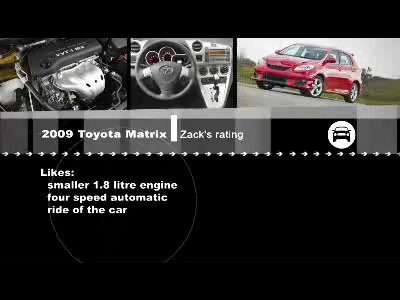 2009 Toyota Matrix Zack's rating
Likes:
smaller 1.8 litre engine
four speed automatic
ride of the car